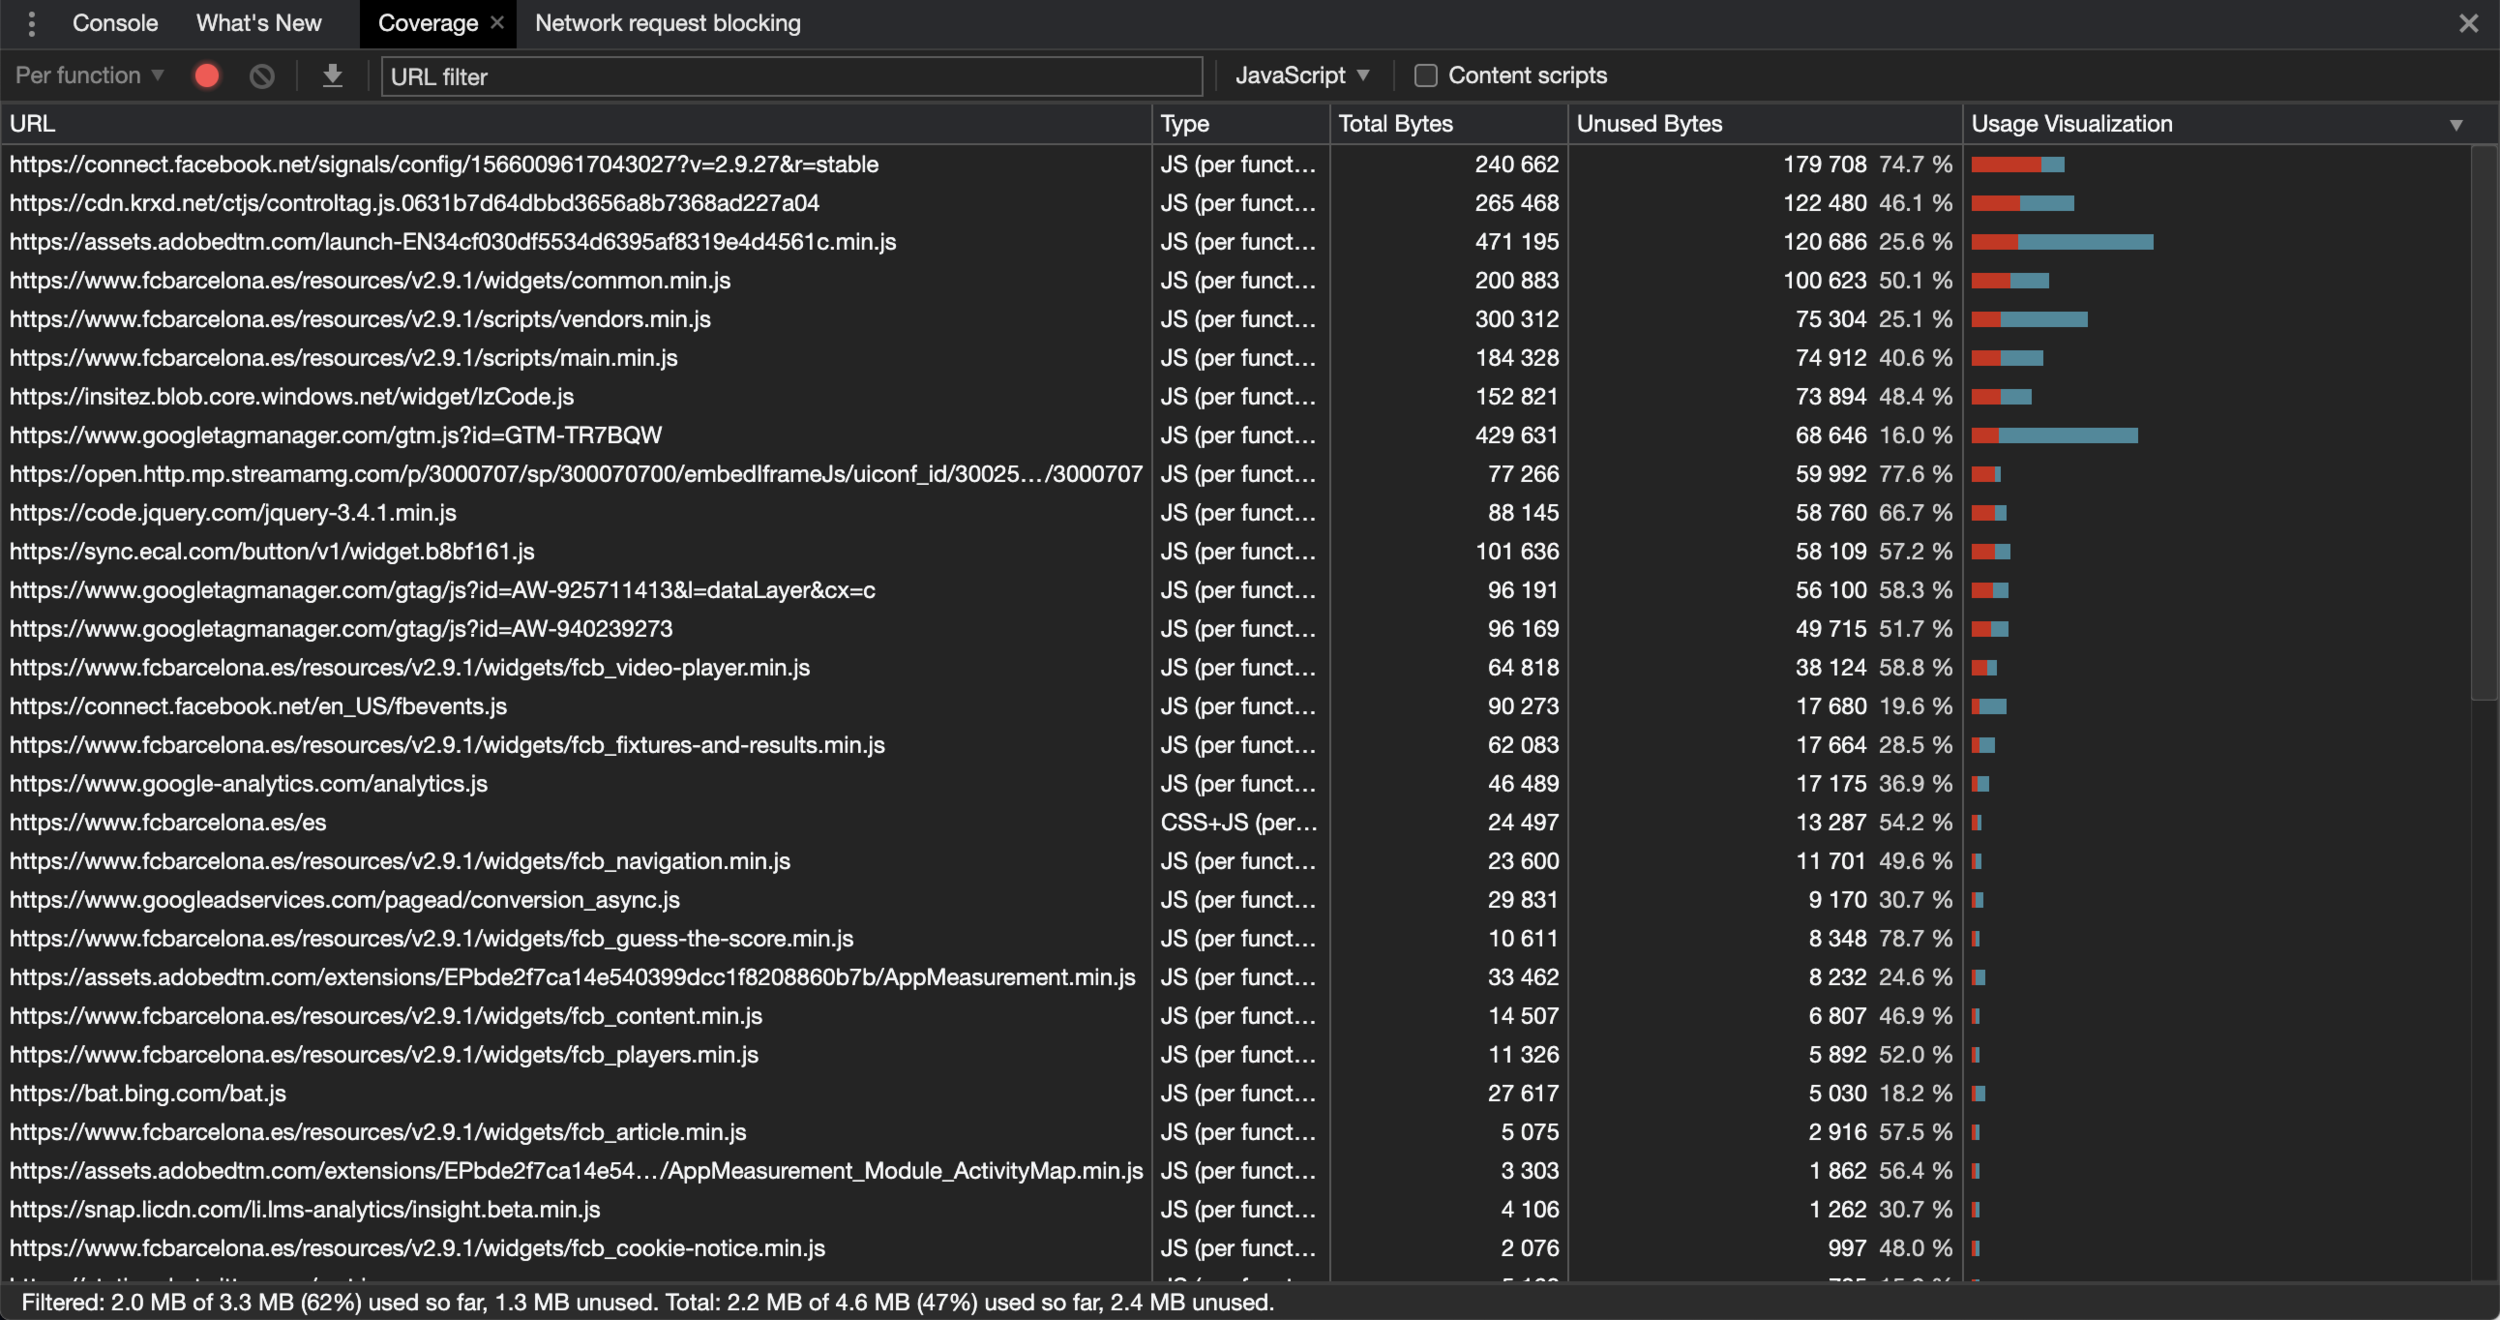 Console What's New Coverage × Network request blocking
Per function JavaScript Content scripts
URL filter
URL Type Total Bytes Unused Bytes Usage Visualization
https://connect.facebook.net/signals/config/1566009617043027?v=2.9.27&r=stable JS (per funct… 240 662 179 708 74.7 %
https://cdn.krxd.net/ctjs/controltag.js.0631b7d64dbbd3656a8b7368ad227a04 JS (per funct… 265 468 122 480 46.1 %
https://assets.adobedtm.com/launch-EN34cf030df5534d6395af8319e4d4561c.min.js JS (per funct… 471 195 120 686 25.6 %
https://www.fcbarcelona.es/resources/v2.9.1/widgets/common.min.js JS (per funct… 200 883 100 623 50.1 %
https://www.fcbarcelona.es/resources/v2.9.1/scripts/vendors.min.js JS (per funct… 300 312 75 304 25.1 %
https://www.fcbarcelona.es/resources/v2.9.1/scripts/main.min.js JS (per funct… 184 328 74 912 40.6 %
https://insitez.blob.core.windows.net/widget/IzCode.js JS (per funct… 152 821 73 894 48.4 %
https://www.googletagmanager.com/gtm.js?id=GTM-TR7BQW JS (per funct… 429 631 68 646 16.0 %
https://open.http.mp.streamamg.com/p/3000707/sp/300070700/embedIframeJs/uiconf_id/30025…/3000707 JS (per funct… 77 266 59 992 77.6 %
https://code.jquery.com/jquery-3.4.1.min.js JS (per funct… 88 145 58 760 66.7 %
https://sync.ecal.com/button/v1/widget.b8bf161.js JS (per funct… 101 636 58 109 57.2 %
https://www.googletagmanager.com/gtag/js?id=AW-925711413&l=dataLayer&cx=c JS (per funct… 96 191 56 100 58.3 %
https://www.googletagmanager.com/gtag/js?id=AW-940239273 JS (per funct… 96 169 49 715 51.7 %
https://www.fcbarcelona.es/resources/v2.9.1/widgets/fcb_video-player.min.js JS (per funct… 64 818 38 124 58.8 %
https://connect.facebook.net/en_US/fbevents.js JS (per funct… 90 273 17 680 19.6 %
https://www.fcbarcelona.es/resources/v2.9.1/widgets/fcb_fixtures-and-results.min.js JS (per funct… 62 083 17 664 28.5 %
https://www.google-analytics.com/analytics.js JS (per funct… 46 489 17 175 36.9 %
https://www.fcbarcelona.es/es CSS+JS (per… 24 497 13 287 54.2 %
https://www.fcbarcelona.es/resources/v2.9.1/widgets/fcb_navigation.min.js JS (per funct… 23 600 11 701 49.6 %
https://www.googleadservices.com/pagead/conversion_async.js JS (per funct… 29 831 9 170 30.7 %
https://www.fcbarcelona.es/resources/v2.9.1/widgets/fcb_guess-the-score.min.js JS (per funct… 10 611 8 348 78.7 %
https://assets.adobedtm.com/extensions/EPbde2f7ca14e540399dcc1f8208860b7b/AppMeasurement.min.js JS (per funct… 33 462 8 232 24.6 %
https://www.fcbarcelona.es/resources/v2.9.1/widgets/fcb_content.min.js JS (per funct… 14 507 6 807 46.9 %
https://www.fcbarcelona.es/resources/v2.9.1/widgets/fcb_players.min.js JS (per funct… 11 326 5 892 52.0 %
https://bat.bing.com/bat.js JS (per funct… 27 617 5 030 18.2 %
https://www.fcbarcelona.es/resources/v2.9.1/widgets/fcb_article.min.js JS (per funct… 5 075 2 916 57.5 %
https://assets.adobedtm.com/extensions/EPbde2f7ca14e54…/AppMeasurement_Module_ActivityMap.min.js JS (per funct… 3 303 1 862 56.4 %
https://snap.licdn.com/li.lms-analytics/insight.beta.min.js JS (per funct… 4 106 1 262 30.7 %
https://www.fcbarcelona.es/resources/v2.9.1/widgets/fcb_cookie-notice.min.js JS (per funct… 2 076 997 48.0 %
Filtered: 2.0 MB of 3.3 MB (62%) used so far, 1.3 MB unused. Total: 2.2 MB of 4.6 MB (47%) used so far, 2.4 MB unused.